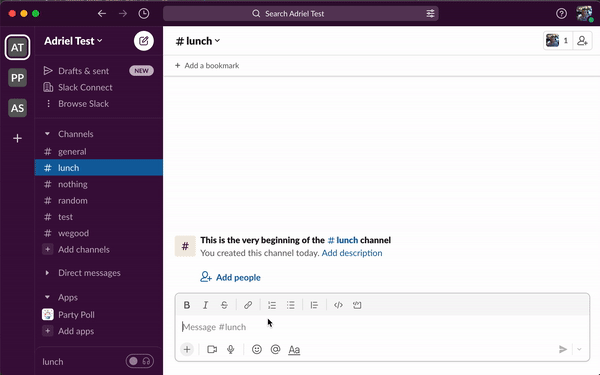 Search Adriel Test
AT
PP
AS
Adriel Test
Drafts & sent NEW
Slack Connect
Browse Slack
Channels
# general
# lunch
# nothing
# random
# test
# wegood
Add channels
Direct messages
Apps
Party Poll
Add apps
lunch
# lunch
1
+ Add a bookmark
#
This is the very beginning of the # lunch channel
You created this channel today. Add description
Add people
B I S
Message #lunch
Aa